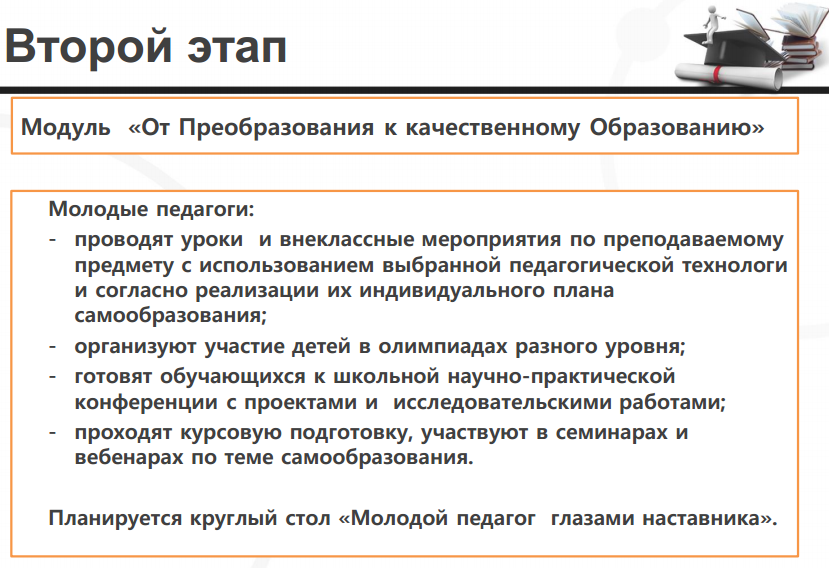 Второй этап
Модуль «От Преобразования к качественному Образованию»
Молодые педагоги:
- проводят уроки и внеклассные мероприятия по преподаваемому
предмету с использованием выбранной педагогической технологи
и согласно реализации их индивидуального плана
самообразования;
- организуют участие детей в олимпиадах разного уровня;
- готовят обучающихся к школьной научно-практической
конференции с проектами и исследовательскими работами;
- проходят курсовую подготовку, участвуют в семинарах и
вебенарах по теме самообразования.
Планируется круглый стол «Молодой педагог глазами наставника».